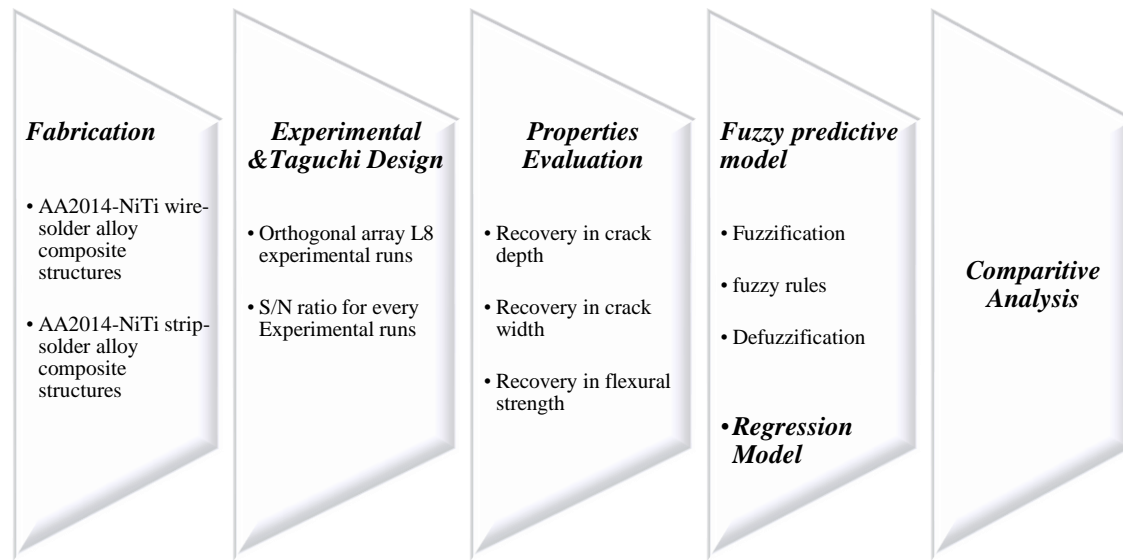 Fabrication
• AA2014-NiTi wire-
solder alloy
composite
structures
• AA2014-NiTi strip-
solder alloy
composite
structures
Experimental
&Taguchi Design
• Orthogonal array L8
experimental runs
• S/N ratio for every
Experimental runs
Properties
Evaluation
• Recovery in crack
depth
• Recovery in crack
width
• Recovery in flexural
strength
Fuzzy predictive
model
• Fuzzification
• fuzzy rules
• Defuzzification
•Regression
Model
Comparitive
Analysis